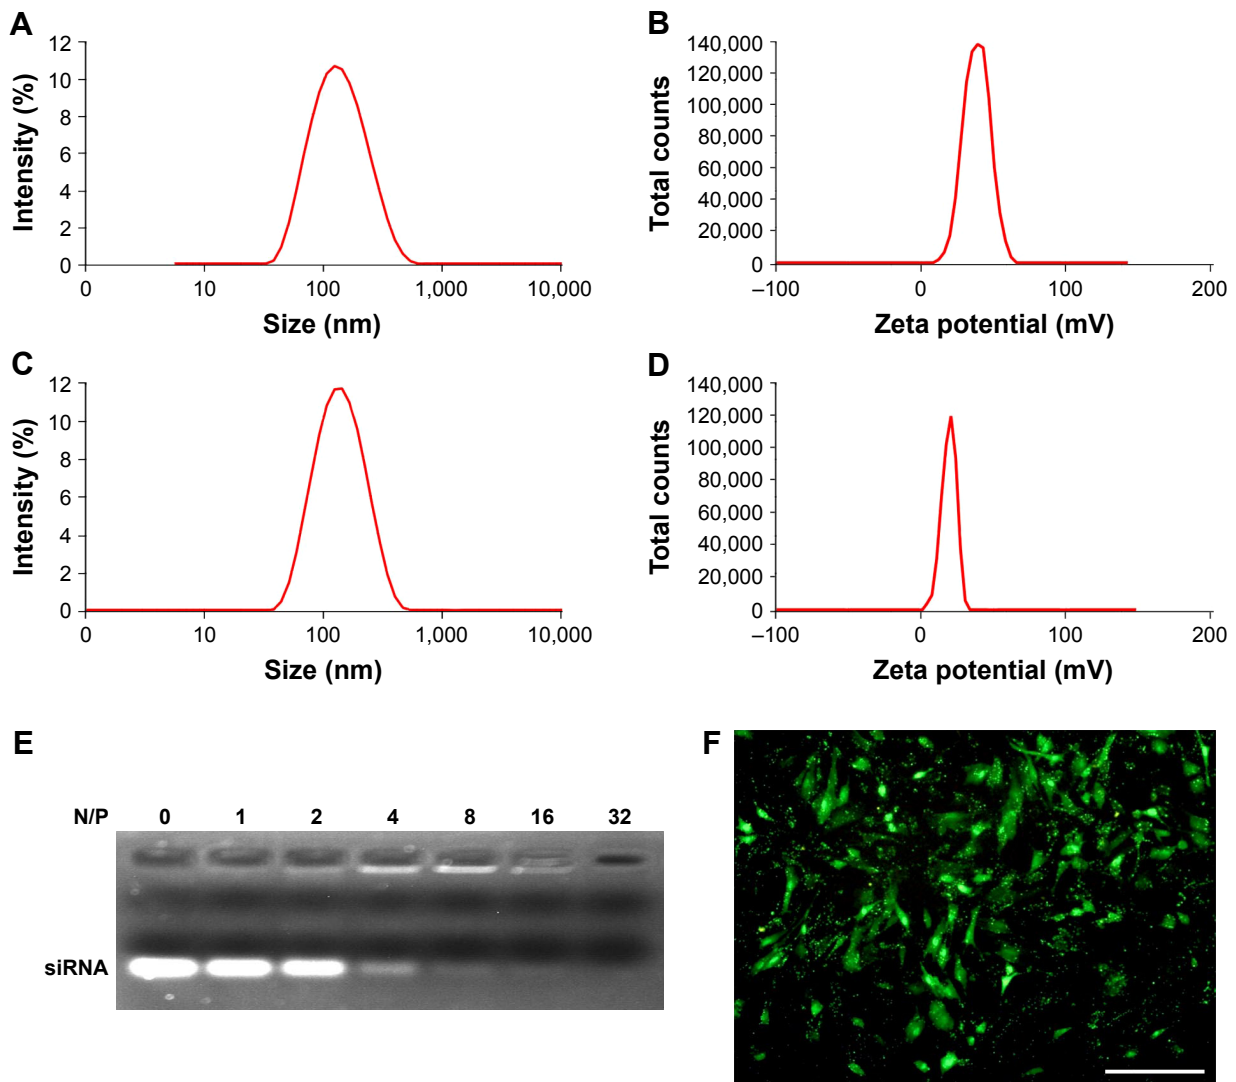 A
12
10
8
6
4
2
0
Intensity (%)
0 10 100 1,000 10,000
Size (nm)
B
140,000
120,000
100,000
80,000
60,000
40,000
20,000
0
Total counts
–100 0 100 200
Zeta potential (mV)
C
12
10
8
6
4
2
0
Intensity (%)
0 10 100 1,000 10,000
Size (nm)
D
140,000
120,000
100,000
80,000
60,000
40,000
20,000
0
Total counts
–100 0 100 200
Zeta potential (mV)
E
N/P 0 1 2 4 8 16 32
siRNA
F